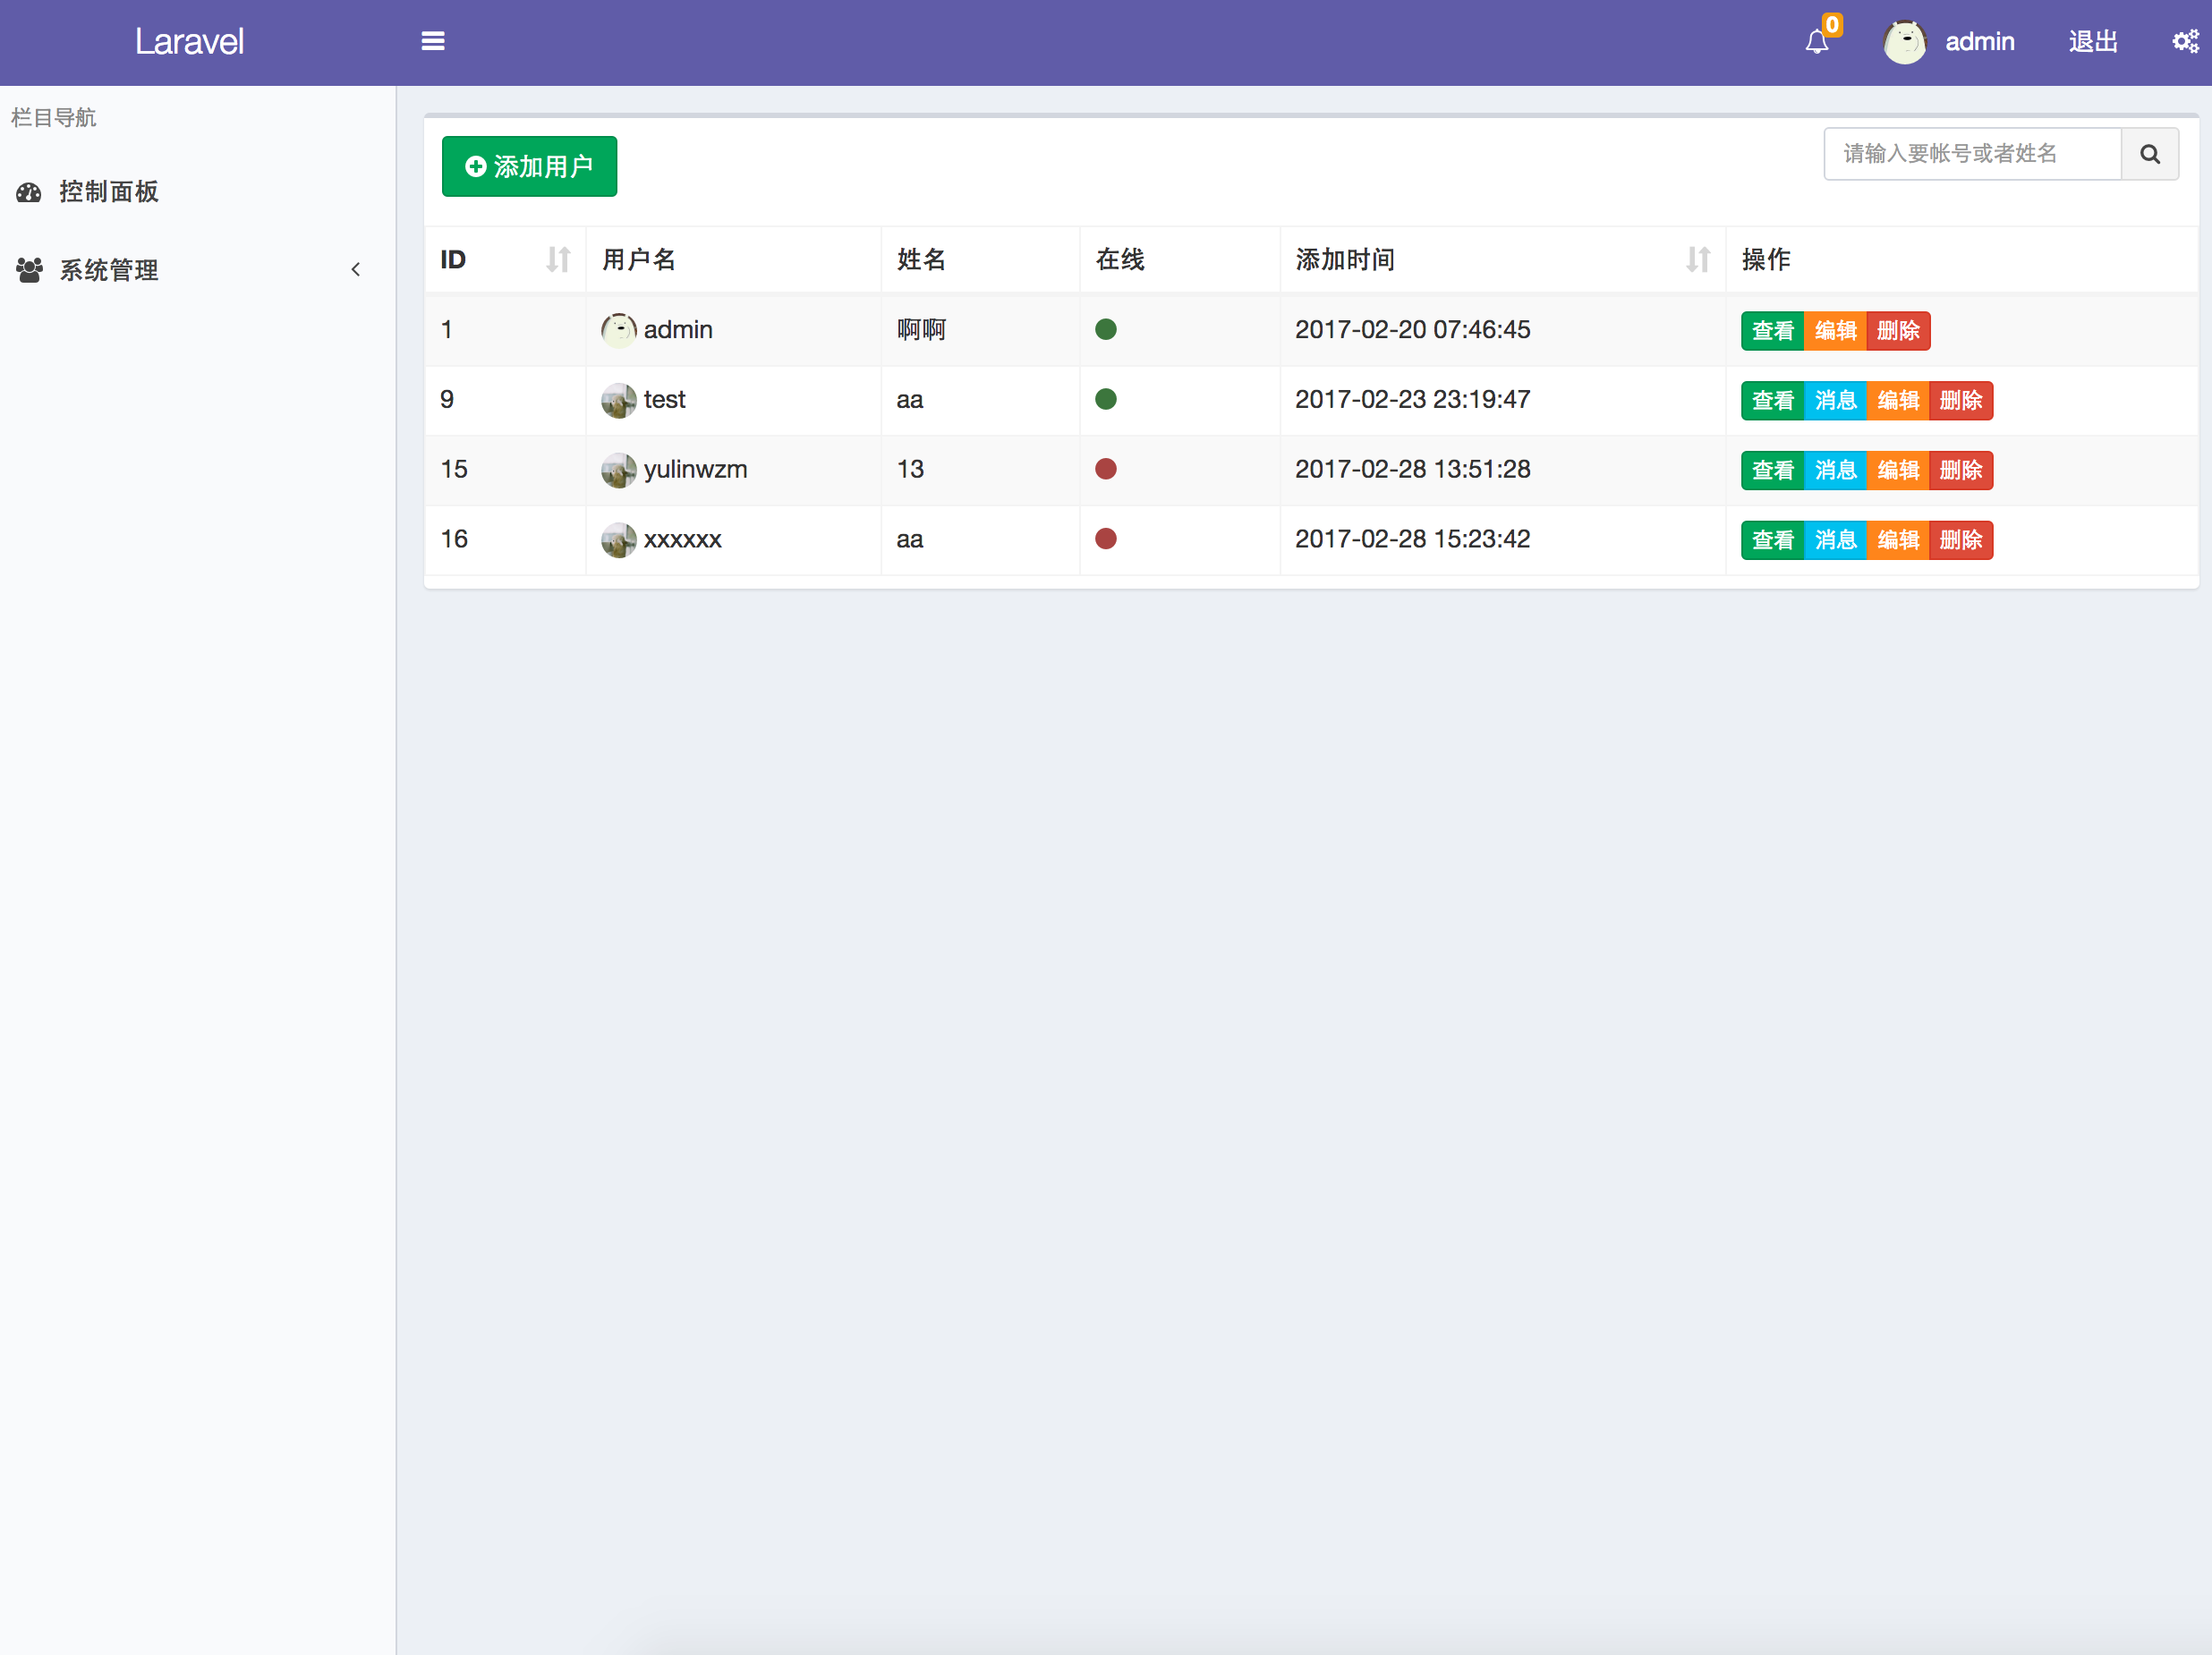 Laravel
0
admin 退出
栏目导航
控制面板
系统管理
添加用户
请输入要帐号或者姓名
ID 用户名 姓名 在线 添加时间 操作
1 admin 啊啊 2017-02-20 07:46:45 查看 编辑 删除
9 test aa 2017-02-23 23:19:47 查看 消息 编辑 删除
15 yulinwzm 13 2017-02-28 13:51:28 查看 消息 编辑 删除
16 xxxxxx aa 2017-02-28 15:23:42 查看 消息 编辑 删除